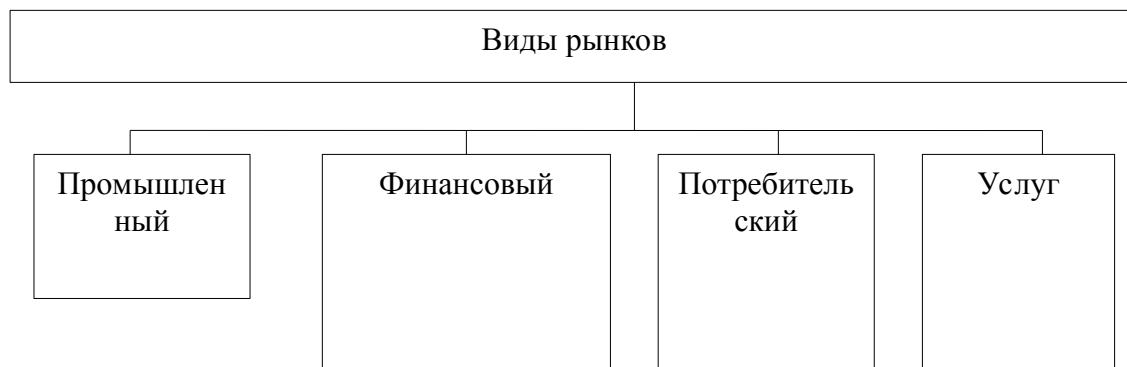 Виды рынков
Промышлен
ный
Финансовый
Потребитель
ский
Услуг